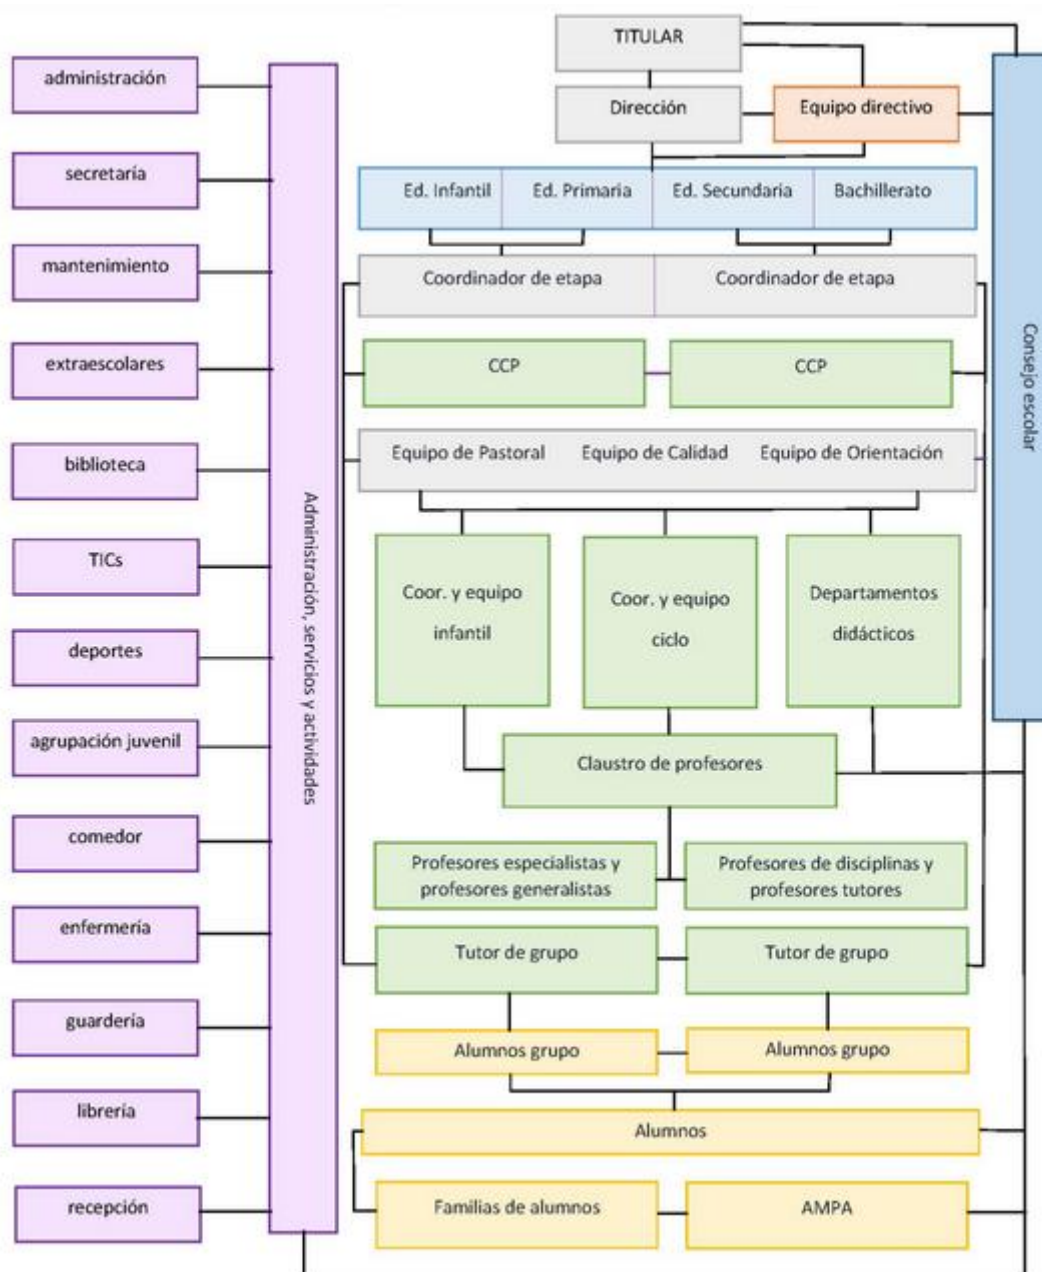 TITULAR
Dirección
Equipo directivo
Ed. Infantil
Ed. Primaria
Ed. Secundaria
Bachillerato
Coordinador de etapa
Coordinador de etapa
CCP
CCP
Equipo de Pastoral
Equipo de Calidad
Equipo de Orientación
Coor. y equipo
infantil
Coor. y equipo
ciclo
Departamentos
didácticos
Claustro de profesores
Profesores especialistas y
profesores generalistas
Profesores de disciplinas y
profesores tutores
Tutor de grupo
Tutor de grupo
Alumnos grupo
Alumnos grupo
Alumnos
Familias de alumnos
AMPA
Consejo escolar
Administración, servicios y actividades
administración
secretaría
mantenimiento
extraescolares
biblioteca
TICs
deportes
agrupación juvenil
comedor
enfermería
guardería
librería
recepción